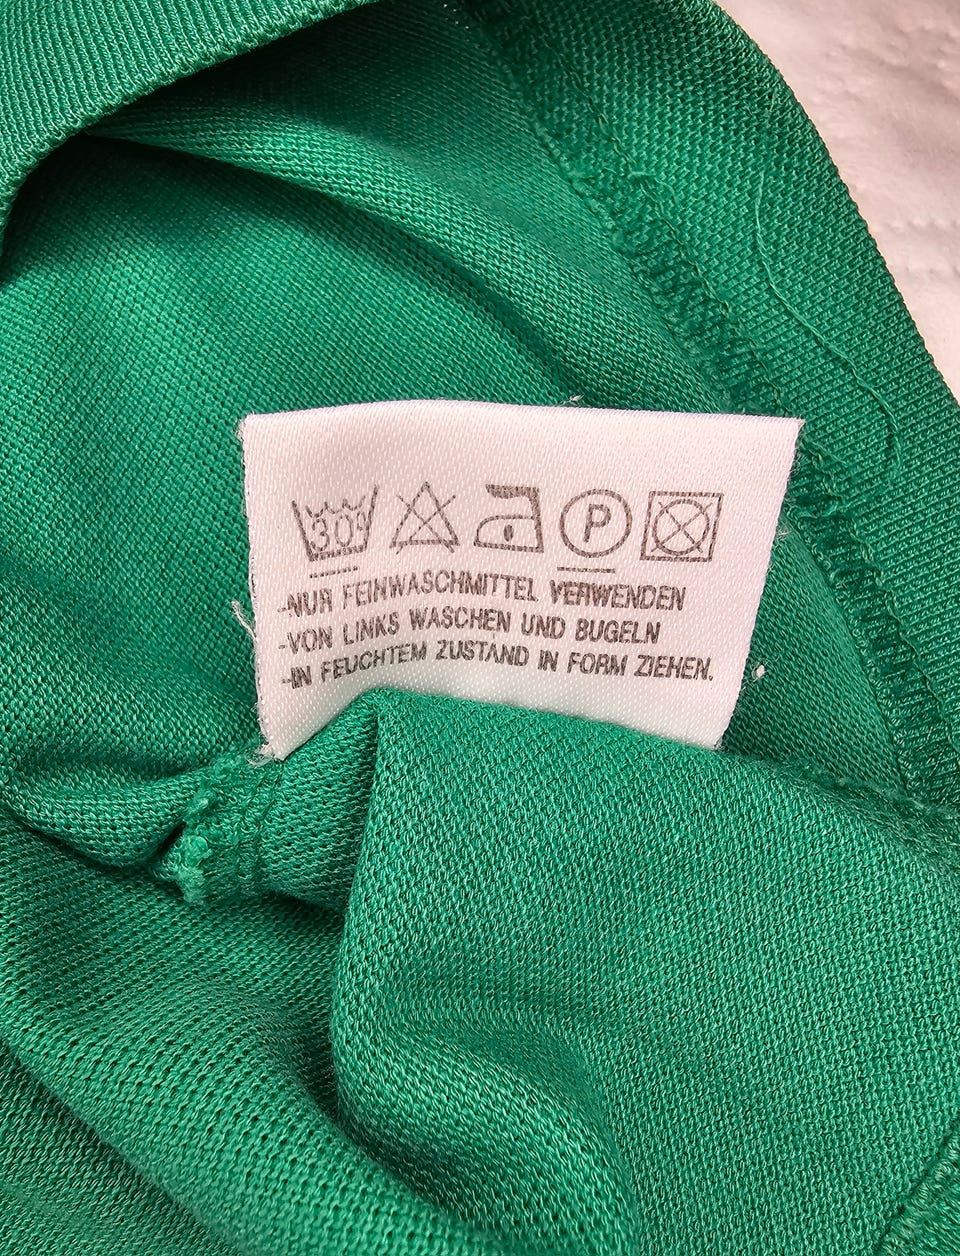 30° P
-NUR FEINWASCHMITTEL VERWENDEN
-VON LINKS WASCHEN UND BUGELN
-IN FEUCHTEM ZUSTAND IN FORM ZIEHEN.